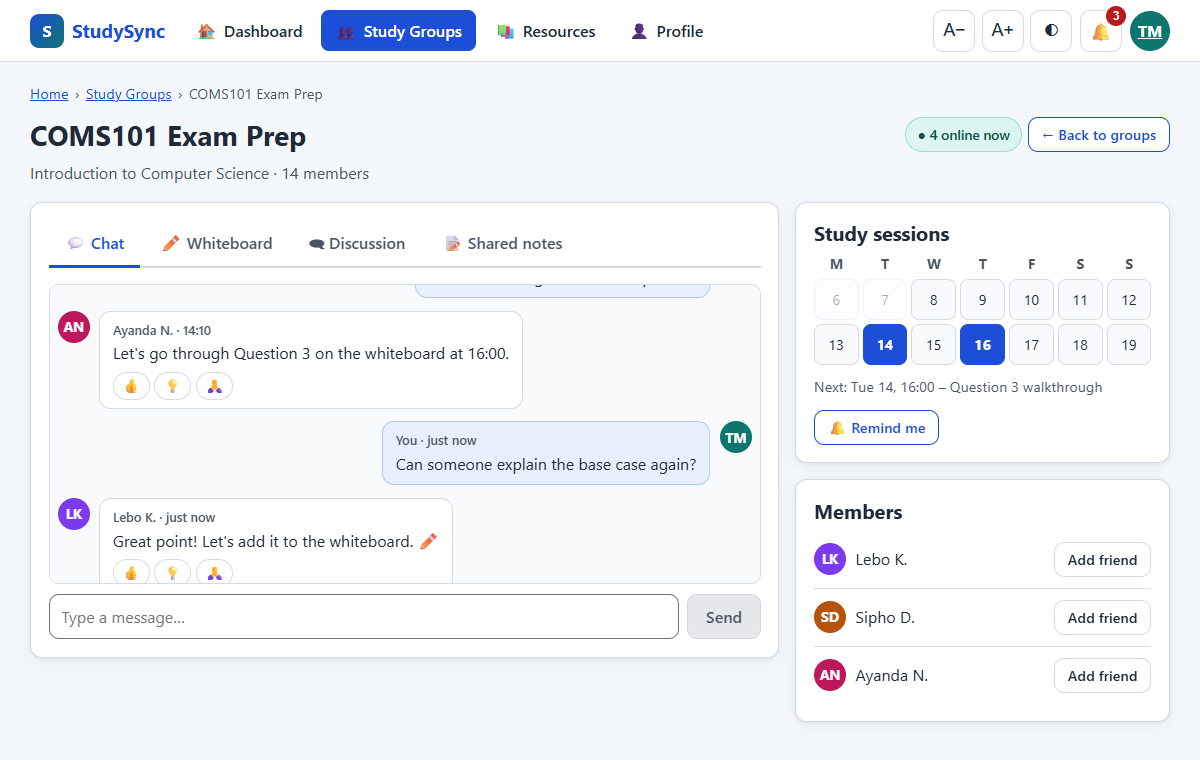 S StudySync Dashboard Study Groups Resources Profile A− A+ 3 TM
Home › Study Groups › COMS101 Exam Prep
COMS101 Exam Prep
● 4 online now ← Back to groups
Introduction to Computer Science · 14 members
Chat Whiteboard Discussion Shared notes
AN
Ayanda N. · 14:10
Let's go through Question 3 on the whiteboard at 16:00.
You · just now
TM
Can someone explain the base case again?
LK
Lebo K. · just now
Great point! Let's add it to the whiteboard.
Type a message...
Send
Study sessions
M T W T F S S
6 7 8 9 10 11 12
13 14 15 16 17 18 19
Next: Tue 14, 16:00 – Question 3 walkthrough
Remind me
Members
LK Lebo K. Add friend
SD Sipho D. Add friend
AN Ayanda N. Add friend